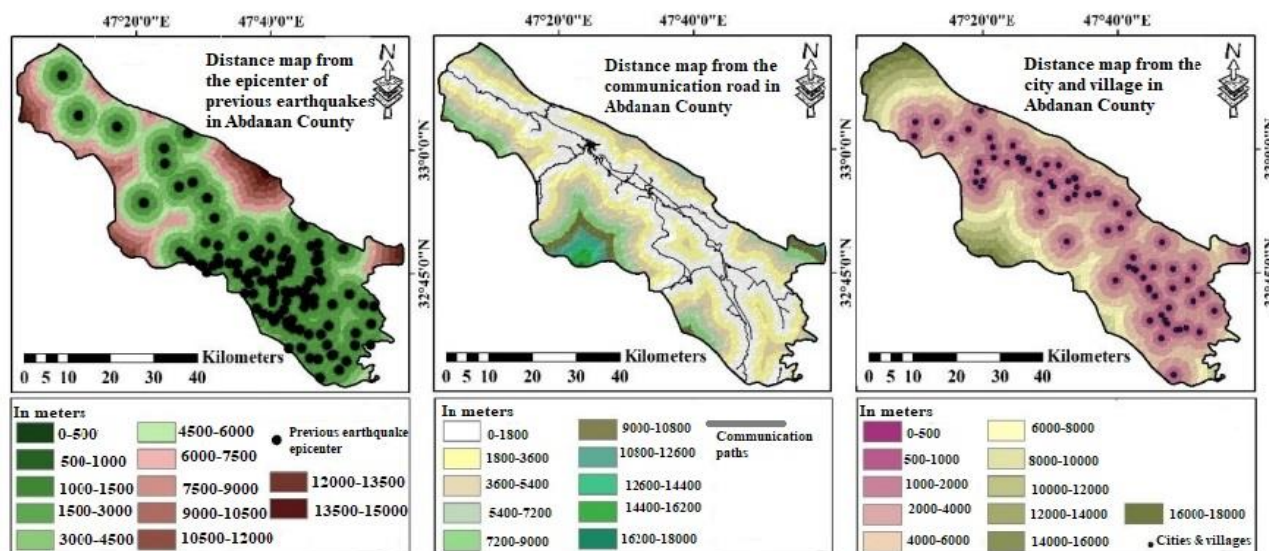 47°20'0"E
47°40'0"E
Distance map from
the epicenter of
previous earthquakes
in Abdanan County
N
33°0'0"N
32°45'0"N
Kilometers
0 5 10 20 30 40
In meters
0-500
500-1000
1000-1500
1500-3000
3000-4500
4500-6000
6000-7500
7500-9000
9000-10500
10500-12000
Previous earthquake
epicenter
12000-13500
13500-15000
47°20'0"E
47°40'0"E
Distance map from the
communication road in
Abdanan County
N
33°0'0"N
32°45'0"N
Kilometers
0 5 10 20 30 40
In meters
0-1800
1800-3600
3600-5400
5400-7200
7200-9000
9000-10800
10800-12600
12600-14400
14400-16200
16200-18000
Communication
paths
47°20'0"E
47°40'0"E
Distance map from the
city and village in
Abdanan County
N
33°0'0"N
32°45'0"N
Kilometers
0 5 10 20 30 40
In meters
0-500
500-1000
1000-2000
2000-4000
4000-6000
6000-8000
8000-10000
10000-12000
12000-14000
14000-16000
16000-18000
Cities & villages